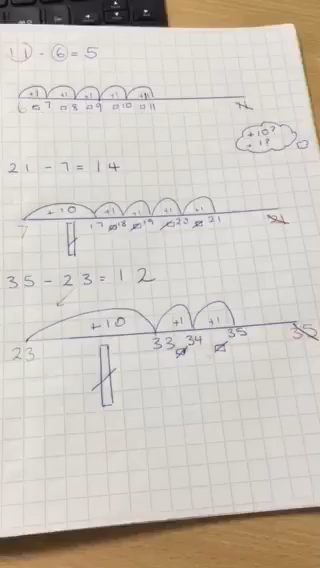 11 - 6 = 5
+1 +1 +1 +1 +1
6 7 8 9 10 11
+10?
+1?
21 - 7 = 14
+10 +1 +1 +1 +1
7 17 18 19 20 21 21
35 - 23 = 12
+10 +1 +1
23 33 34 35 35